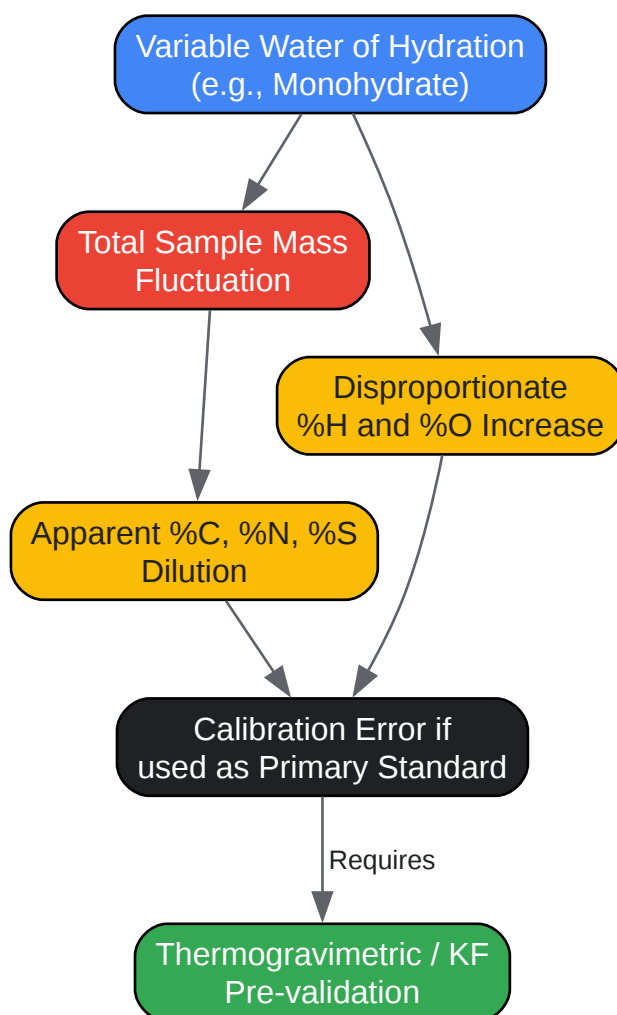 Variable Water of Hydration
(e.g., Monohydrate)
Total Sample Mass
Fluctuation
Disproportionate
%H and %O Increase
Apparent %C, %N, %S
Dilution
Calibration Error if
used as Primary Standard
Requires
Thermogravimetric / KF
Pre-validation